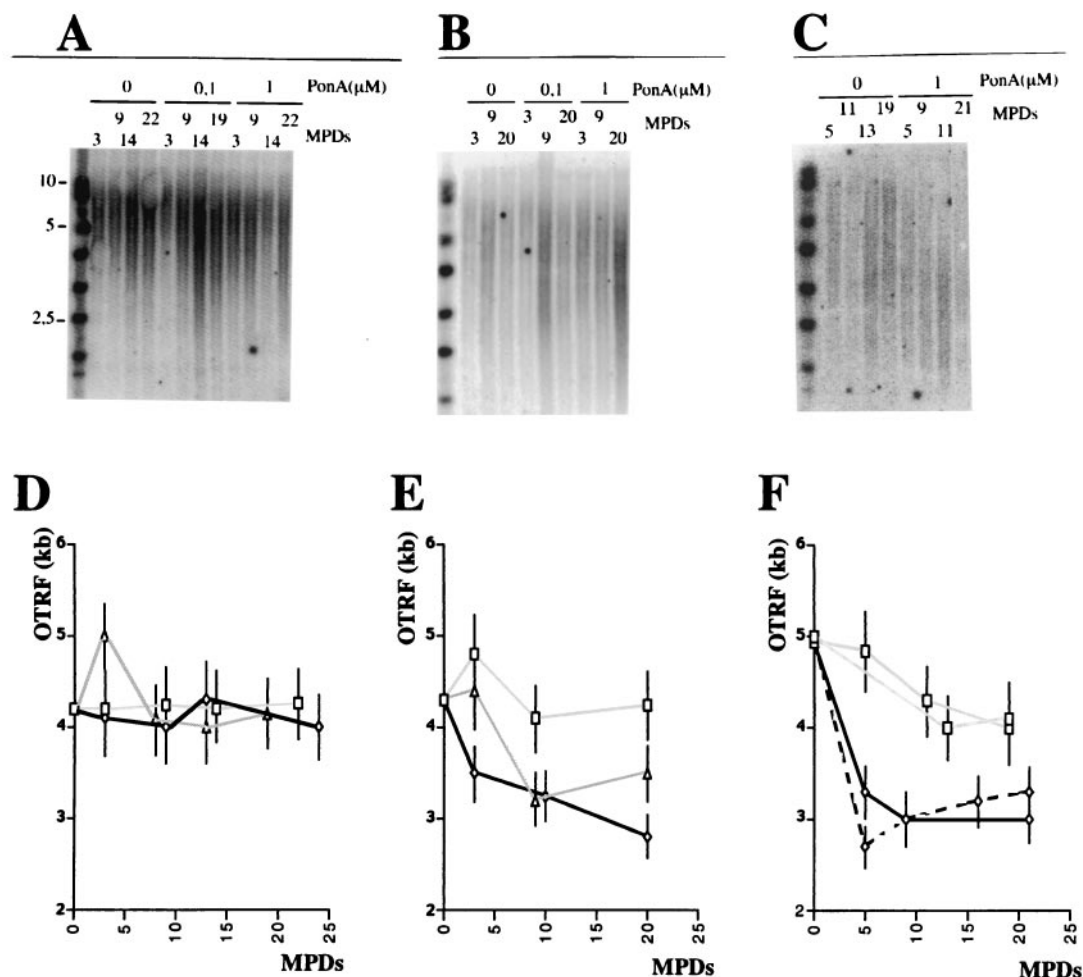 A B C
0 0,1 1 PonA(μM)
9 22 9 19 9 22
3 14 3 14 3 14 MPDs
0 0,1 1 PonA(μM)
9 3 20 9
3 20 9 3 20 MPDs
0 1 PonA(μM)
11 19 9 21
5 13 5 11 MPDs
10 –
5 –
2.5 –
D E F
OTRF (kb)
6
5
4
3
2
0 5 10 15 20 25
MPDs
OTRF (kb)
6
5
4
3
2
0 5 10 15 20 25
MPDs
OTRF (kb)
6
5
4
3
2
0 5 10 15 20 25
MPDs